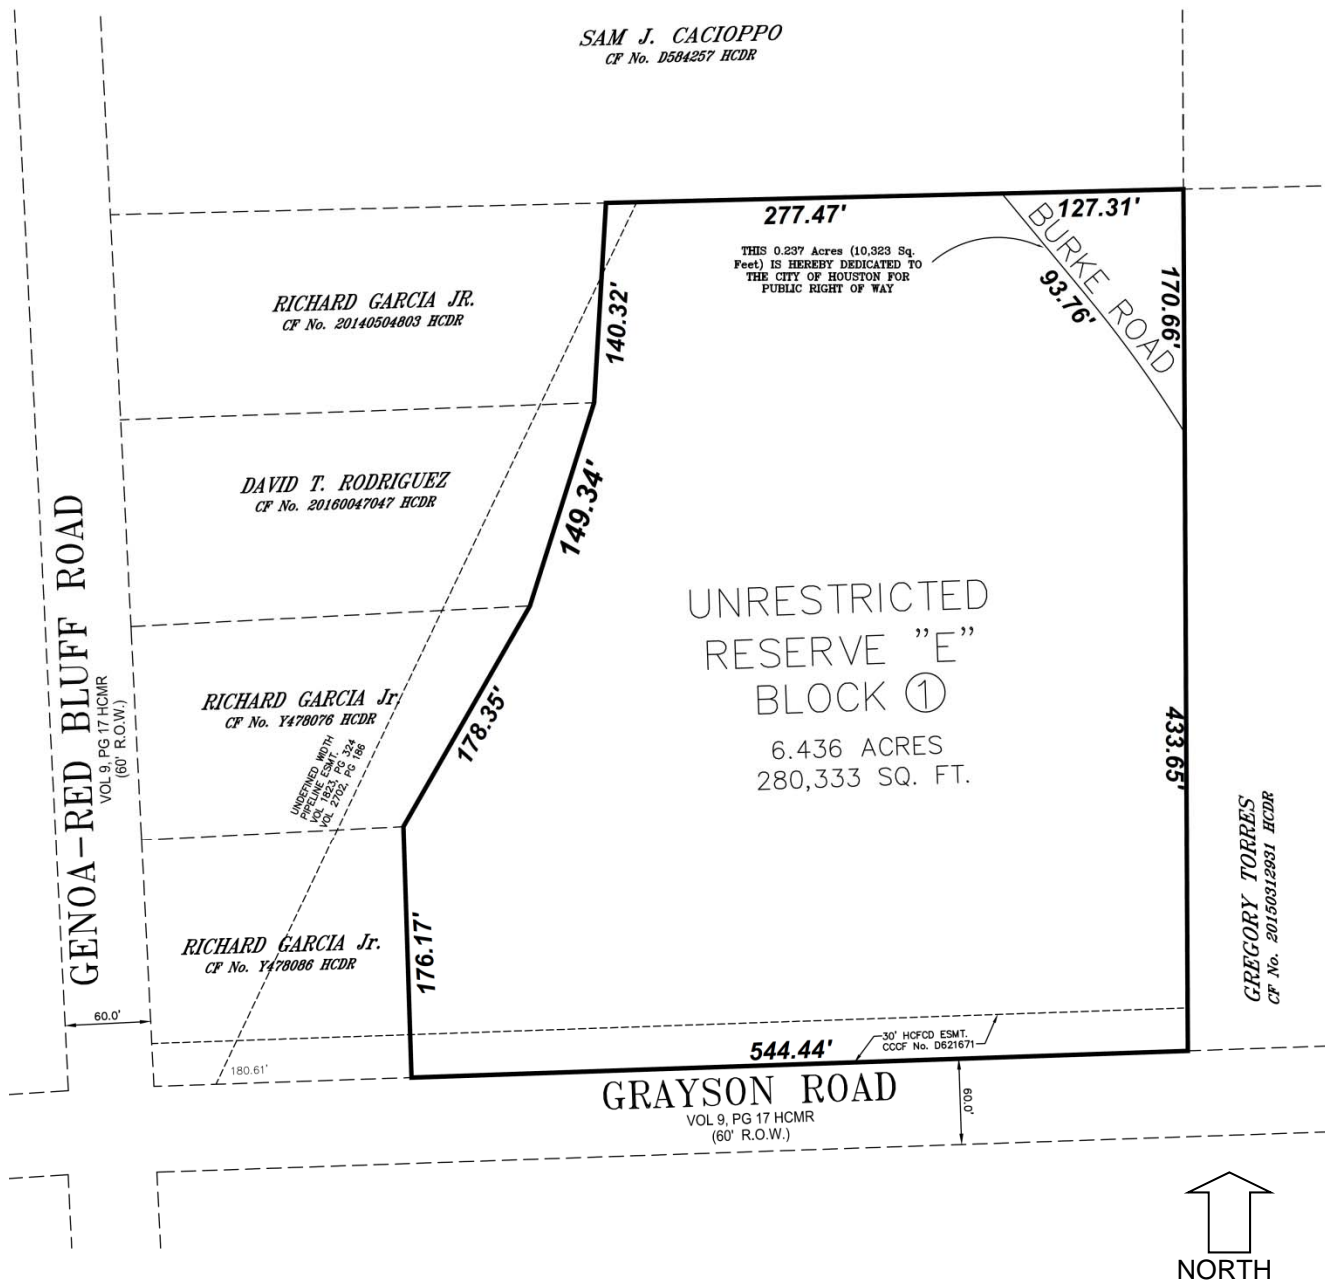 SAM J. CACIOPPO
CF No. D584257 HCDR
277.47'
127.31'
BURKE ROAD
93.76'
170.66'
THIS 0.237 Acres (10,323 Sq.
Feet) IS HEREBY DEDICATED TO
THE CITY OF HOUSTON FOR
PUBLIC RIGHT OF WAY
RICHARD GARCIA JR.
CF No. 20140504803 HCDR
140.32'
DAVID T. RODRIGUEZ
CF No. 20160047047 HCDR
149.34'
GENOA-RED BLUFF ROAD
VOL 9, PG 17 HCMR
(60' R.O.W.)
UNRESTRICTED
RESERVE "E"
BLOCK 1
6.436 ACRES
280,333 SQ. FT.
RICHARD GARCIA Jr.
CF No. Y478076 HCDR
178.35'
UNDEFINED WIDTH
PIPELINE ESMT.
VOL 1823, PG 324
VOL 2702, PG 186
433.65'
GREGORY TORRES
CF No. 20150312931 HCDR
RICHARD GARCIA Jr.
CF No. Y478086 HCDR
176.17'
60.0'
180.61'
544.44'
30' HCFCD ESMT.
CCCF No. D621671
GRAYSON ROAD
VOL 9, PG 17 HCMR
(60' R.O.W.)
60.0'
NORTH